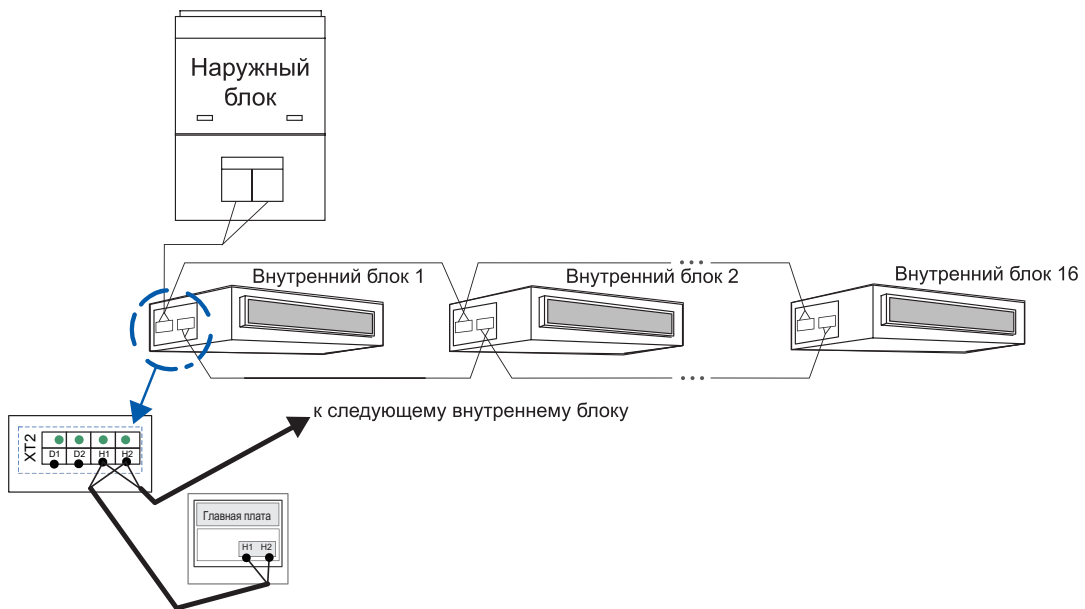 Наружный
блок
Внутренний блок 1
Внутренний блок 2
Внутренний блок 16
к следующему внутреннему блоку
XT2
D1 D2 H1 H2
Главная плата
H1 H2